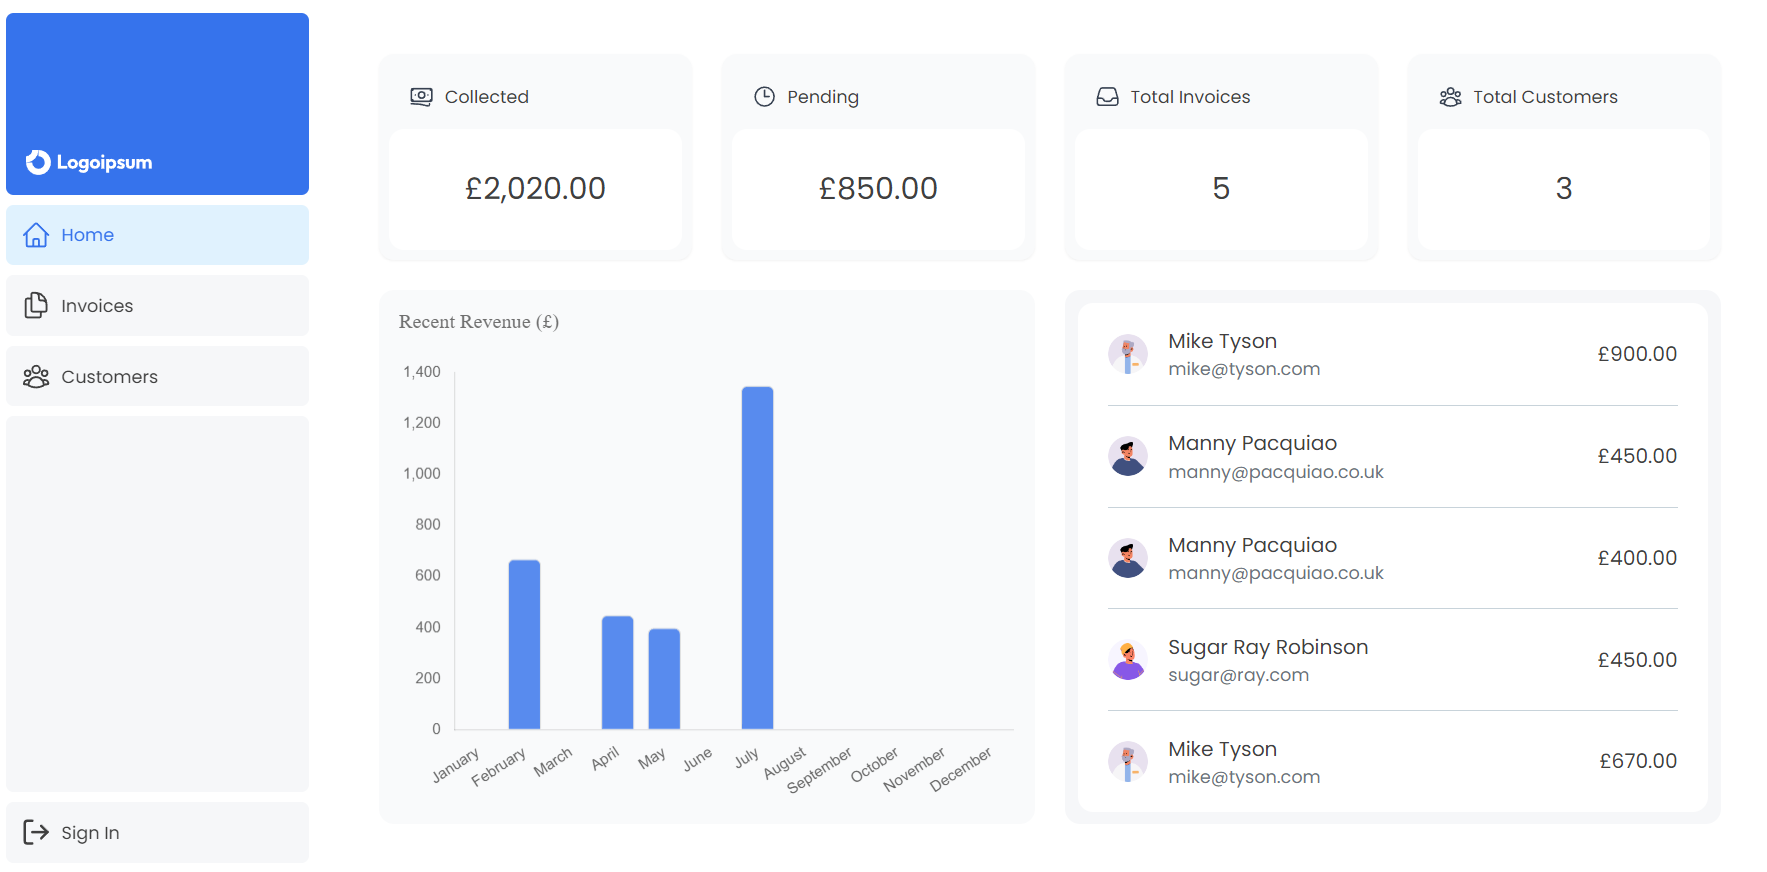 Logoipsum
Home
Invoices
Customers
Sign In
Collected
£2,020.00
Pending
£850.00
Total Invoices
5
Total Customers
3
Recent Revenue (£)
1,400
1,200
1,000
800
600
400
200
0
January
February
March
April
May
June
July
August
September
October
November
December
Mike Tyson
mike@tyson.com
£900.00
Manny Pacquiao
manny@pacquiao.co.uk
£450.00
Manny Pacquiao
manny@pacquiao.co.uk
£400.00
Sugar Ray Robinson
sugar@ray.com
£450.00
Mike Tyson
mike@tyson.com
£670.00